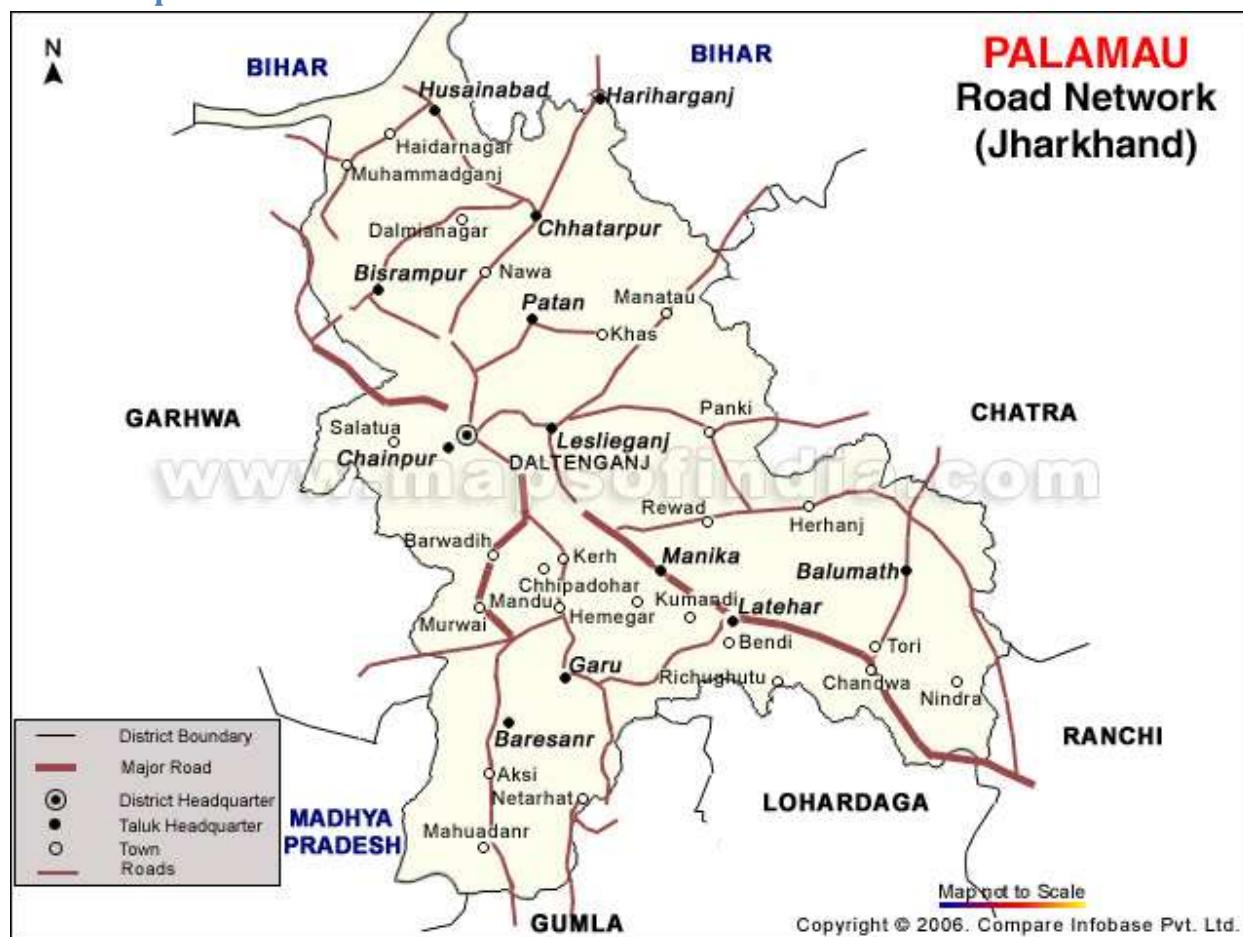 N
BIHAR
BIHAR
PALAMAU
Road Network
(Jharkhand)
Husainabad
Hariharganj
Haidarnagar
Muhammadganj
Dalmianagar
Chhatarpur
Bisrampur
Nawa
Patan
Manatau
Khas
GARHWA
CHATRA
Salatua
Panki
Chainpur
Leslieganj
DALTENGANJ
www.mapsofindia.com
Rewad
Herhanj
Barwadih
Kerh
Manika
Balumath
Chhipadohar
Mandu
Kumandi
Latehar
Murwai
Hemegar
Bendi
Tori
Garu
Richughutu
Chandwa
Nindra
Baresanr
RANCHI
Aksi
Netarhat
LOHARDAGA
MADHYA
PRADESH
Mahuadanr
GUMLA
District Boundary
Major Road
District Headquarter
Taluk Headquarter
Town
Roads
Map not to Scale
Copyright © 2006. Compare Infobase Pvt. Ltd.